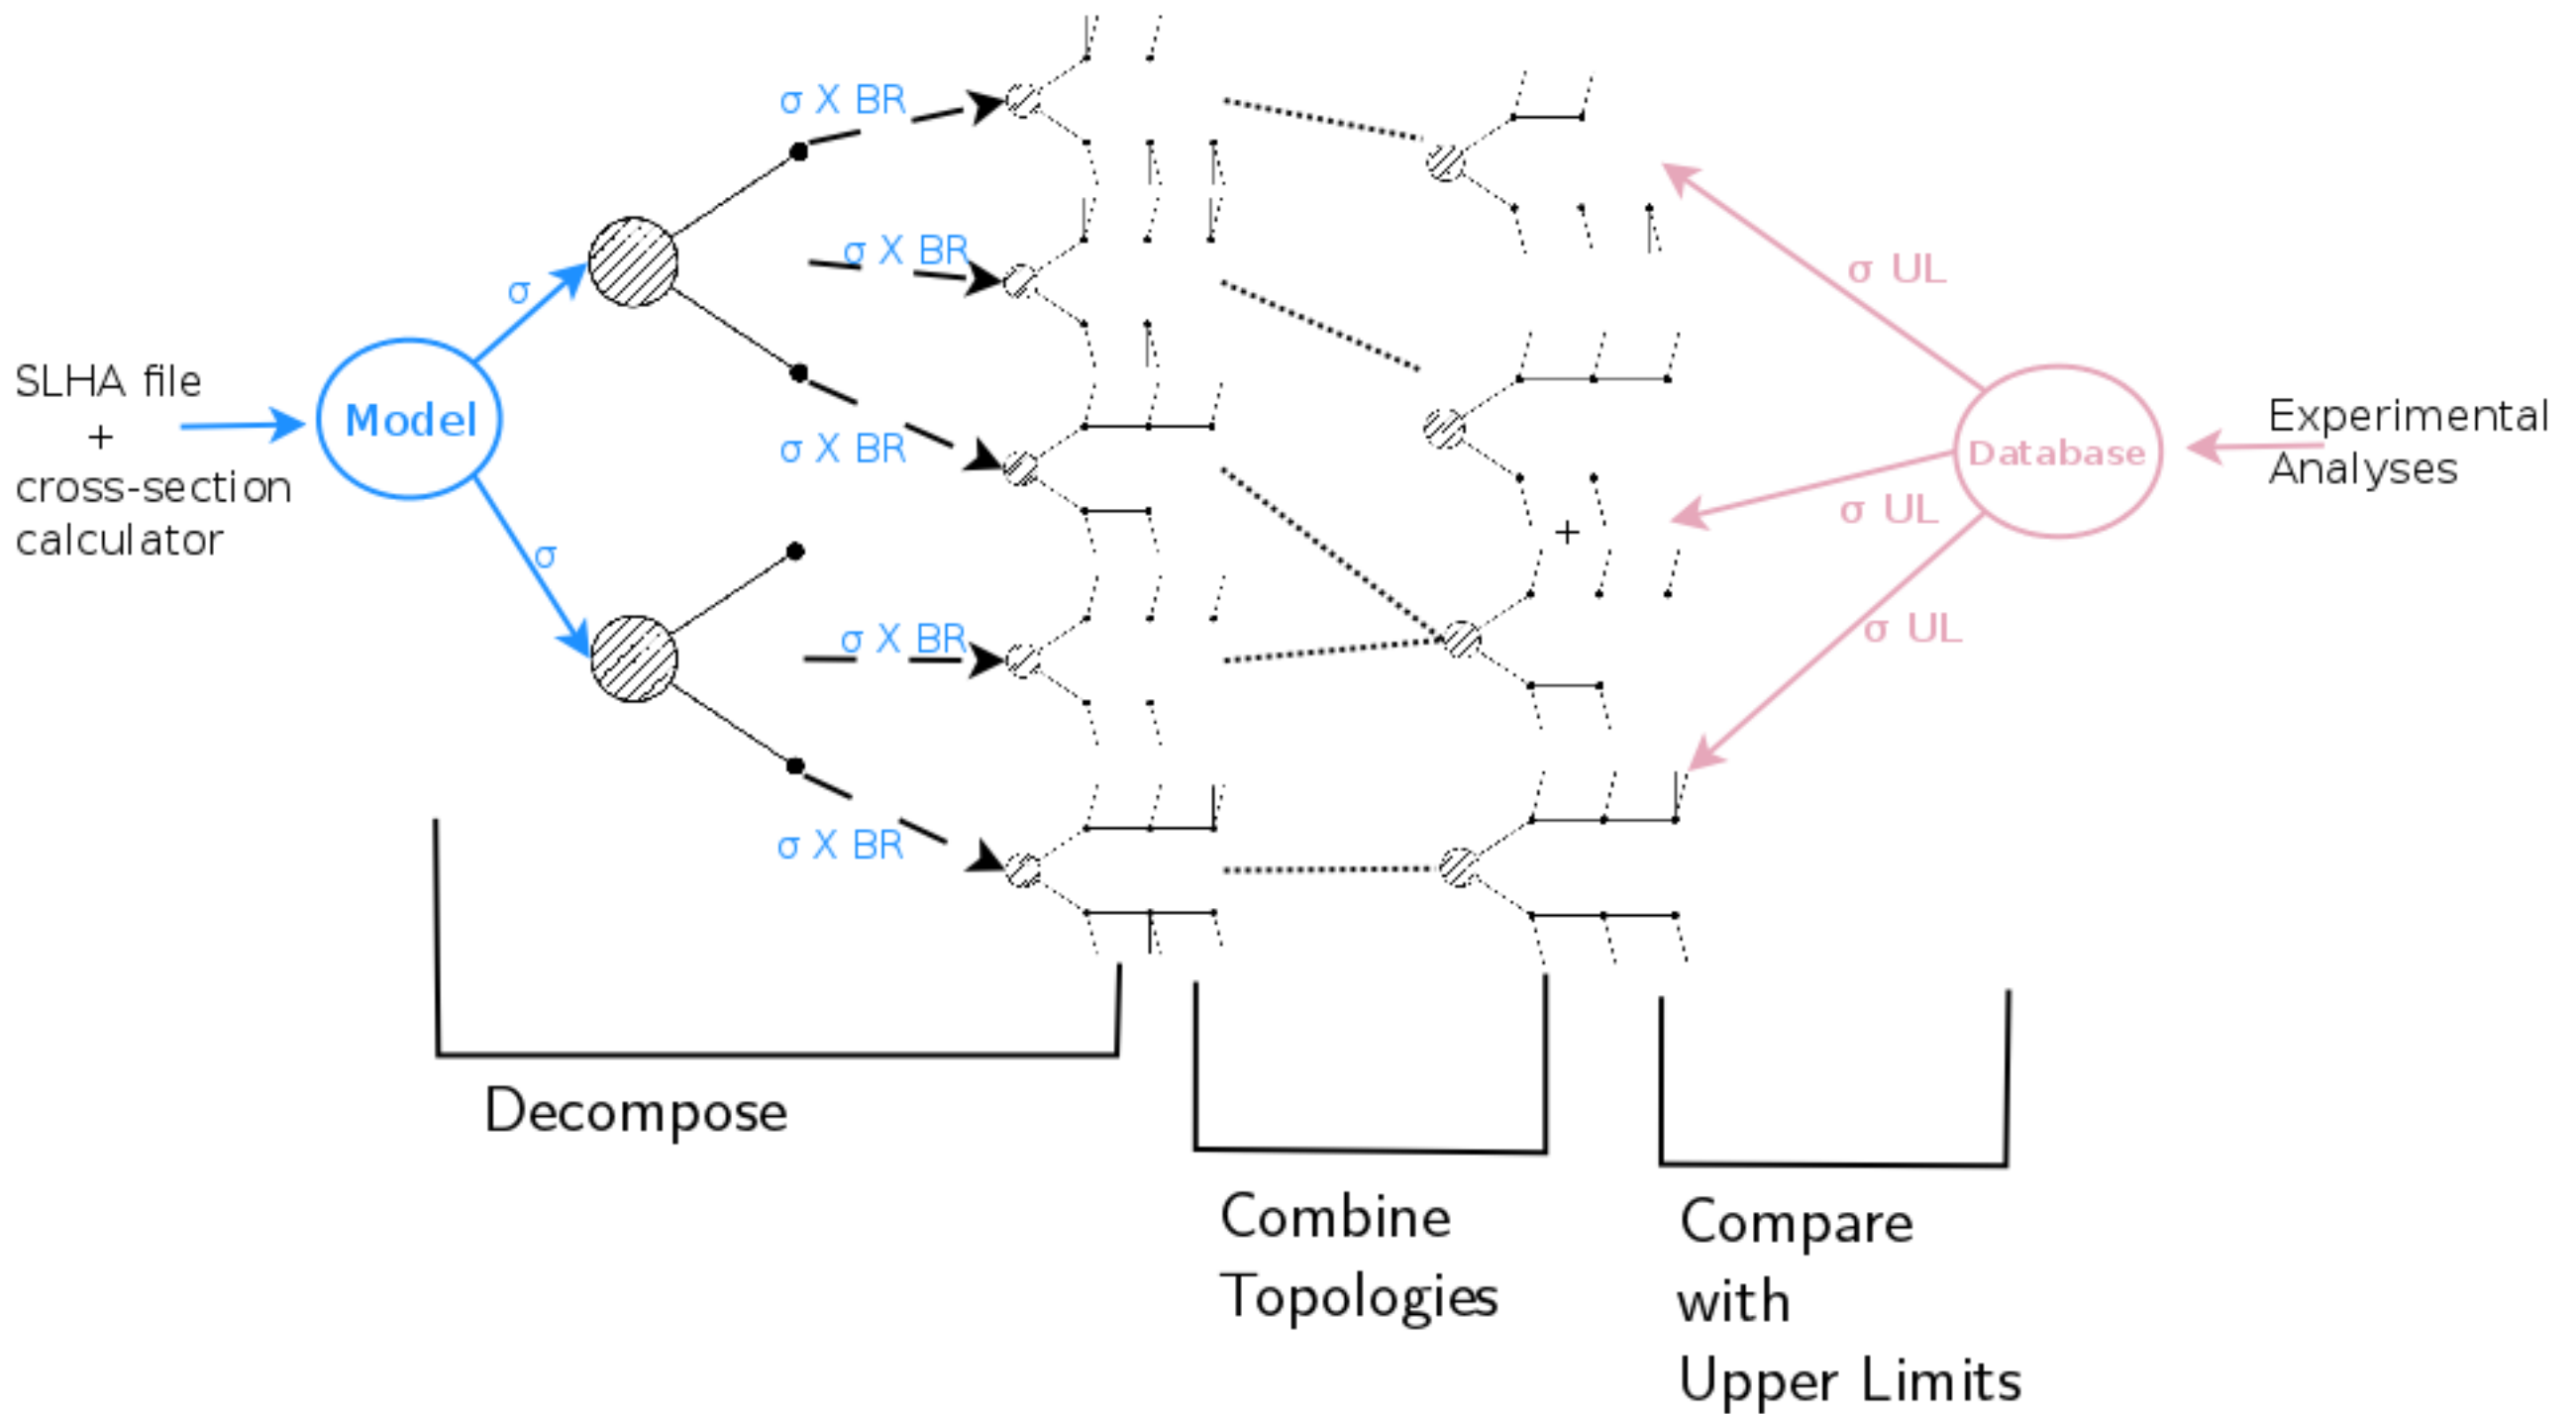 SLHA file
+
cross-section
calculator
Model
σ
σ
σ X BR
σ X BR
σ X BR
σ X BR
σ X BR
+
σ UL
σ UL
σ UL
Database
Experimental
Analyses
Decompose
Combine
Topologies
Compare
with
Upper Limits